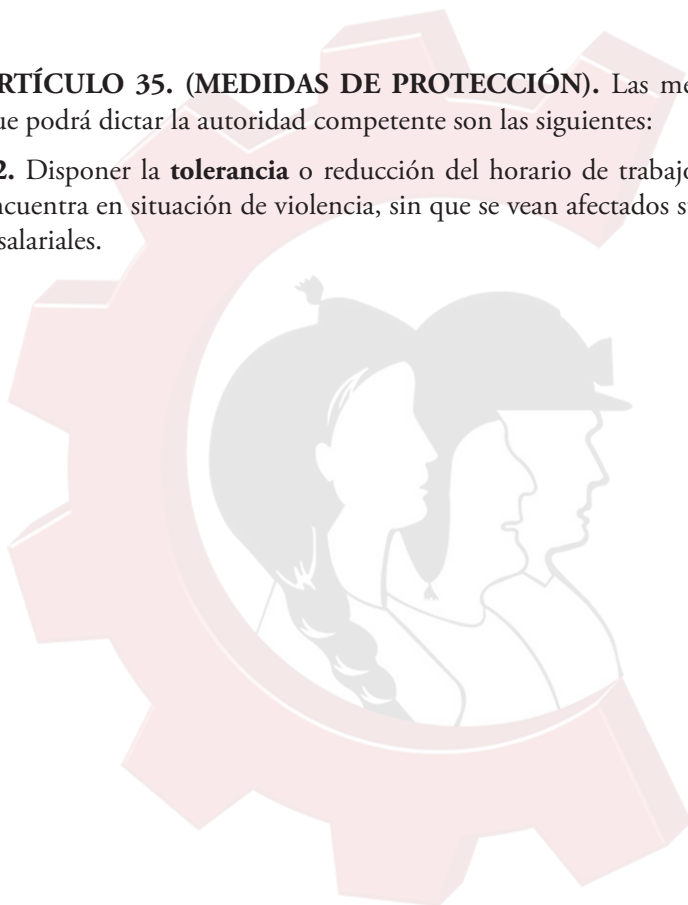 RTÍCULO 35. (MEDIDAS DE PROTECCIÓN). Las me
ue podrá dictar la autoridad competente son las siguientes:
2. Disponer la tolerancia o reducción del horario de trabajo
ncuentra en situación de violencia, sin que se vean afectados s
salariales.